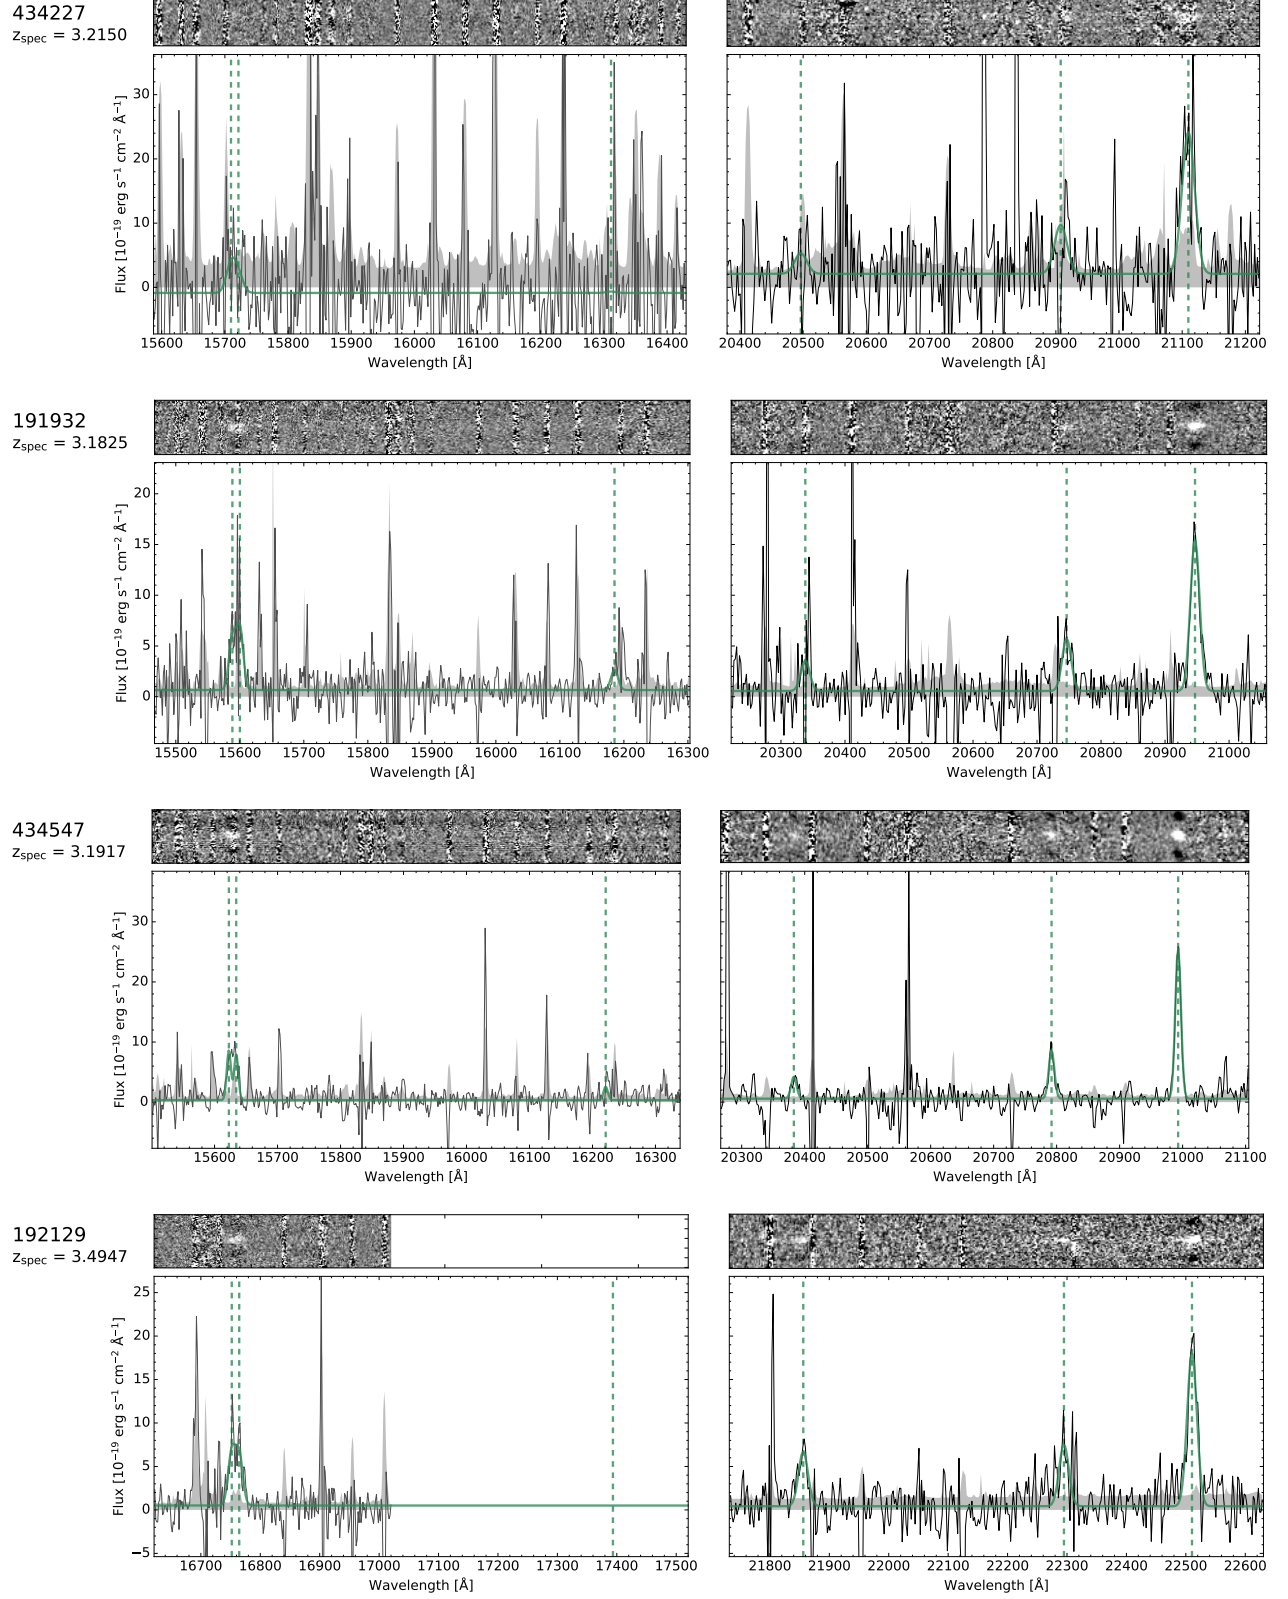 434227
z_spec = 3.2150
30
20
10
0
Flux [10⁻¹⁹ erg s⁻¹ cm⁻² Å⁻¹]
15600 15700 15800 15900 16000 16100 16200 16300 16400
Wavelength [Å]
20400 20500 20600 20700 20800 20900 21000 21100 21200
Wavelength [Å]
191932
z_spec = 3.1825
20
15
10
5
0
Flux [10⁻¹⁹ erg s⁻¹ cm⁻² Å⁻¹]
15500 15600 15700 15800 15900 16000 16100 16200 16300
Wavelength [Å]
20300 20400 20500 20600 20700 20800 20900 21000
Wavelength [Å]
434547
z_spec = 3.1917
30
20
10
0
Flux [10⁻¹⁹ erg s⁻¹ cm⁻² Å⁻¹]
15600 15700 15800 15900 16000 16100 16200 16300
Wavelength [Å]
20300 20400 20500 20600 20700 20800 20900 21000 21100
Wavelength [Å]
192129
z_spec = 3.4947
25
20
15
10
5
0
−5
Flux [10⁻¹⁹ erg s⁻¹ cm⁻² Å⁻¹]
16700 16800 16900 17000 17100 17200 17300 17400 17500
Wavelength [Å]
21800 21900 22000 22100 22200 22300 22400 22500 22600
Wavelength [Å]